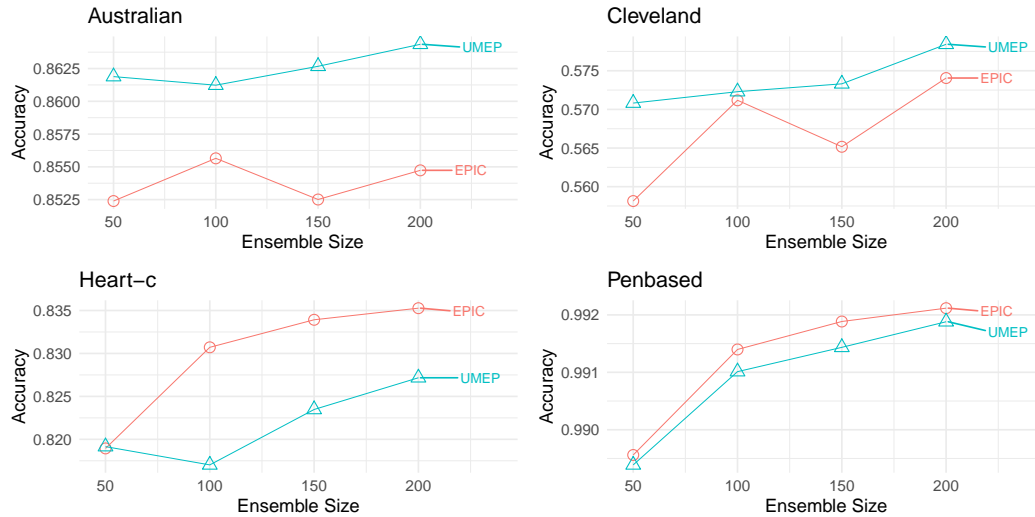 Australian
Accuracy
0.8625
0.8600
0.8575
0.8550
0.8525
UMEP
EPIC
50 100 150 200
Ensemble Size
Cleveland
Accuracy
0.575
0.570
0.565
0.560
UMEP
EPIC
50 100 150 200
Ensemble Size
Heart−c
Accuracy
0.835
0.830
0.825
0.820
EPIC
UMEP
50 100 150 200
Ensemble Size
Penbased
Accuracy
0.992
0.991
0.990
EPIC
UMEP
50 100 150 200
Ensemble Size